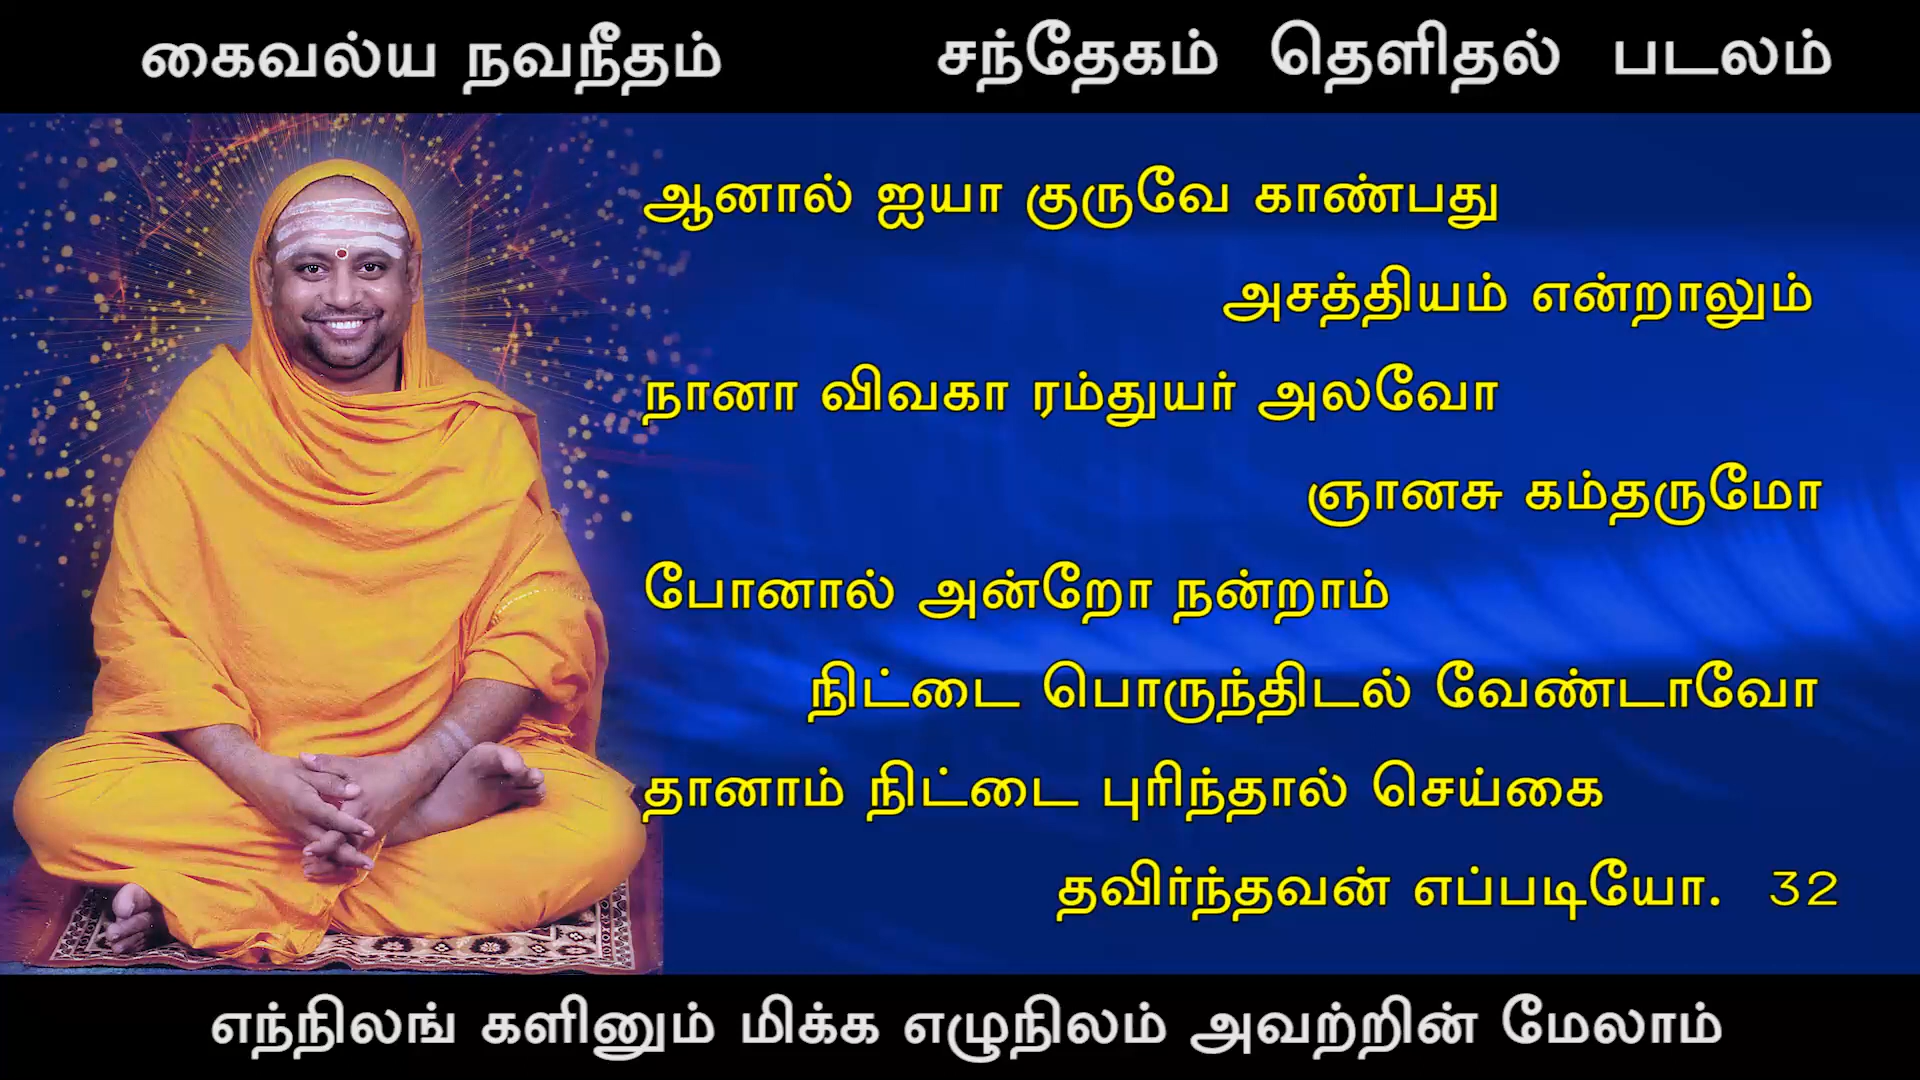 கைவல்ய நவநீதம் சந்தேகம் தெளிதல் படலம்
ஆனால் ஐயா குருவே காண்பது
அசத்தியம் என்றாலும்
நானா விவகா ரம்துயர் அலவோ
ஞானசு கம்தருமோ
போனால் அன்றோ நன்றாம்
நிட்டை பொருந்திடல் வேண்டாவோ
தானாம் நிட்டை புரிந்தால் செய்கை
தவிர்ந்தவன் எப்படியோ. 32
எந்நிலங் களினும் மிக்க எழுநிலம் அவற்றின் மேலாம்